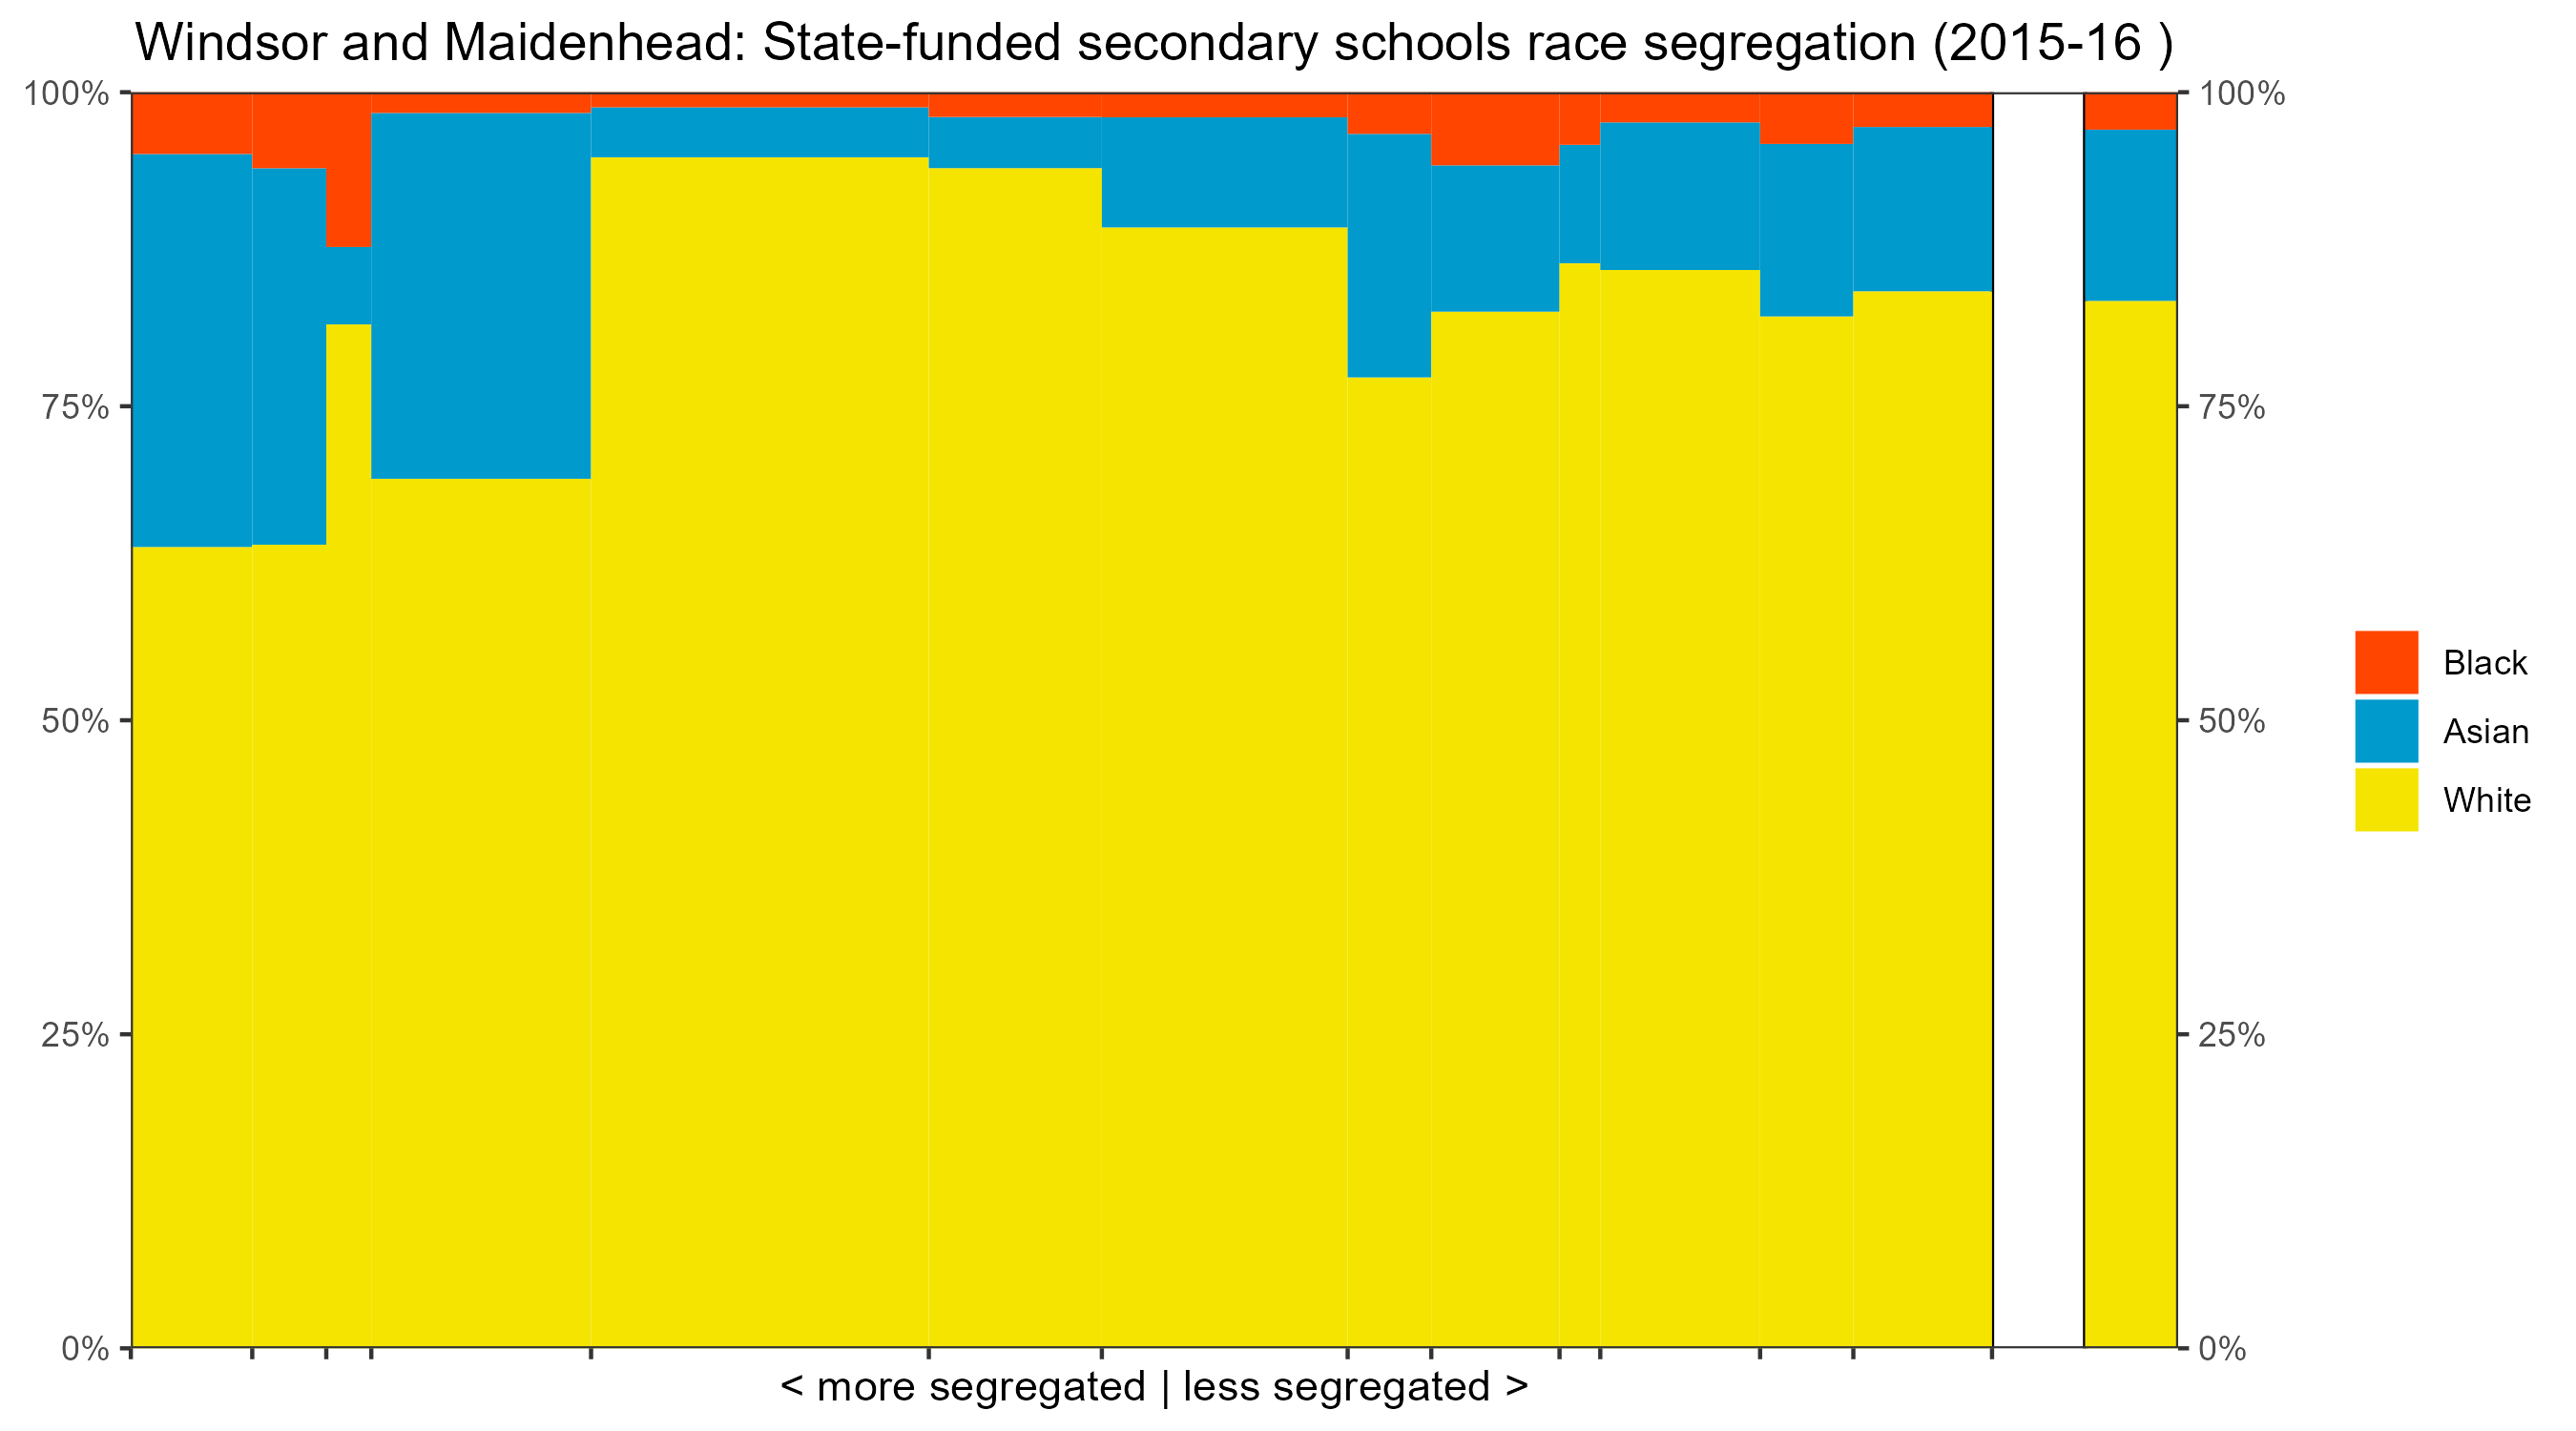 Windsor and Maidenhead: State-funded secondary schools race segregation (2015-16 )
100%
100%
75%
75%
50%
50%
25%
25%
0%
0%
Black
Asian
White
< more segregated | less segregated >